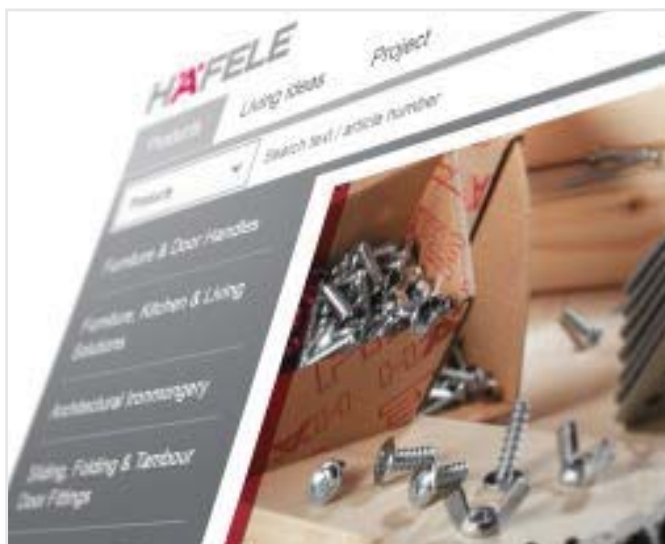 HÄFELE
Products
Living ideas
Project
Products
Search text / article number
Furniture & Door Handles
Furniture, Kitchen & Living
Solutions
Architectural Ironmongery
Sliding, Folding & Tambour
Door Fittings